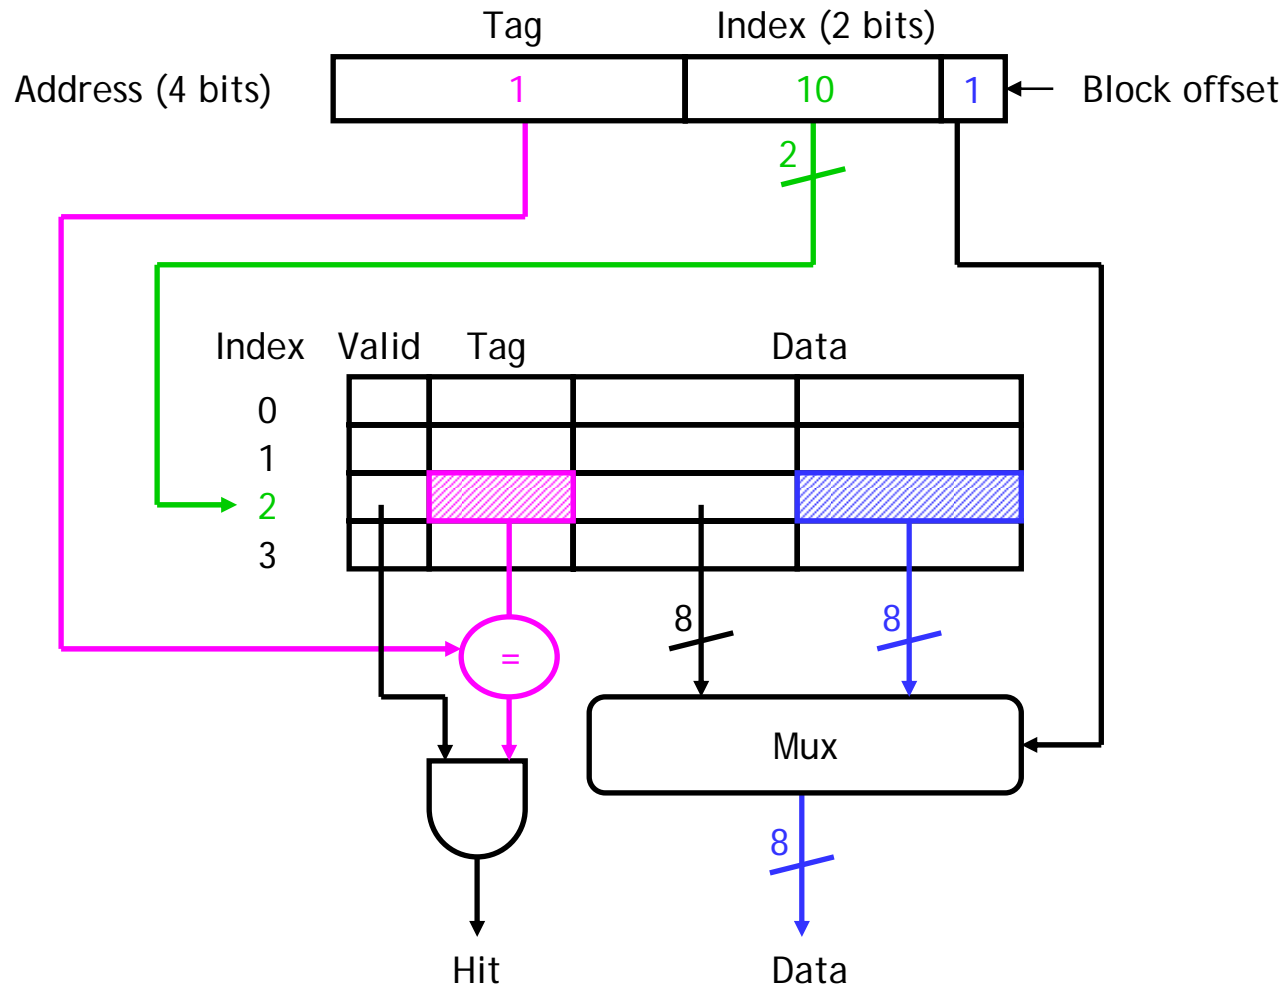 Tag Index (2 bits)
Address (4 bits) 1 10 1 Block offset
2
Index Valid Tag Data
0
1
2
3
8 8
=
Mux
8
Hit Data